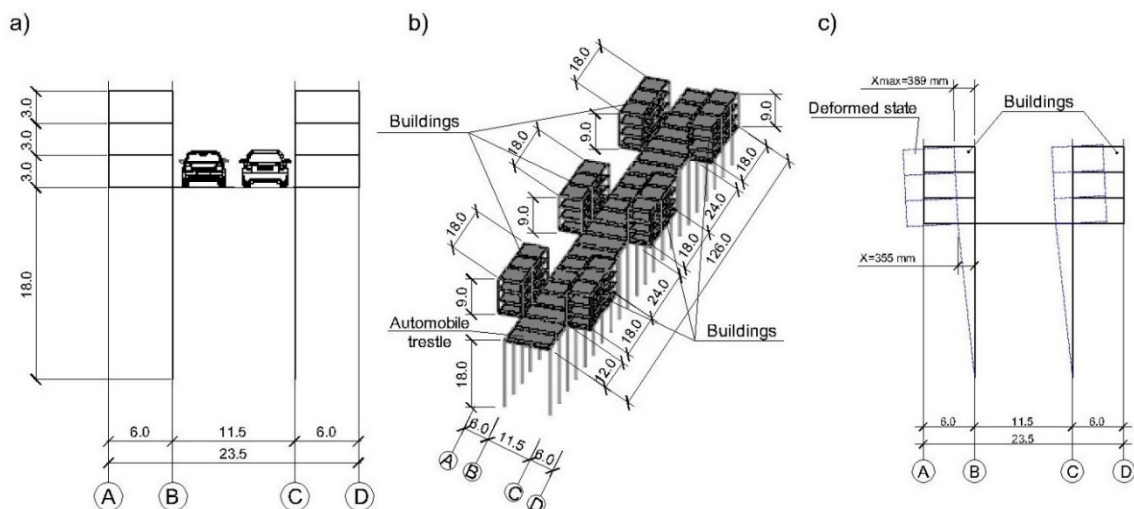 a)
3.0
3.0
3.0
18.0
6.0
11.5
6.0
23.5
A
B
C
D
b)
18.0
Buildings
9.0
18.0
9.0
18.0
9.0
9.0
18.0
24.0
18.0
126.0
24.0
18.0
12.0
Buildings
Automobile
trestle
18.0
6.0
11.5
6.0
A
B
C
D
c)
Xmax=389 mm
Deformed state
Buildings
X=355 mm
6.0
11.5
6.0
23.5
A
B
C
D